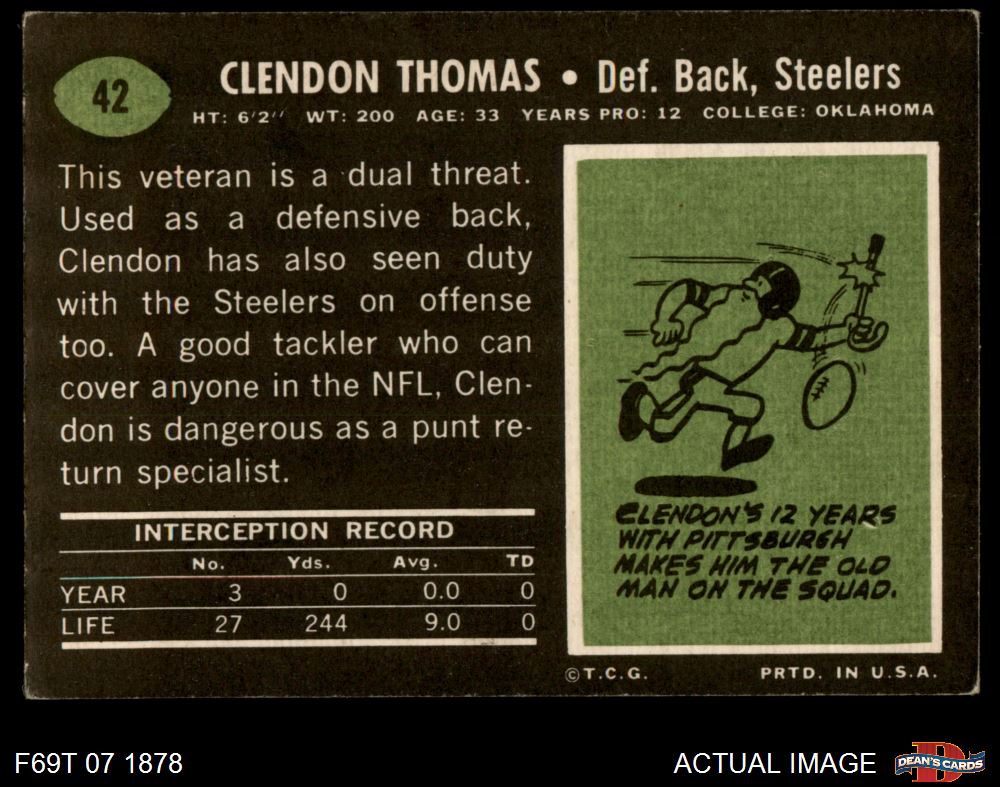 42
CLENDON THOMAS • Def. Back, Steelers
HT: 6'2" WT: 200 AGE: 33 YEARS PRO: 12 COLLEGE: OKLAHOMA
This veteran is a dual threat.
Used as a defensive back,
Clendon has also seen duty
with the Steelers on offense
too. A good tackler who can
cover anyone in the NFL, Clen-
don is dangerous as a punt re-
turn specialist.
INTERCEPTION RECORD
No. Yds. Avg. TD
YEAR 3 0 0.0 0
LIFE 27 244 9.0 0
CLENDON'S 12 YEARS
WITH PITTSBURGH
MAKES HIM THE OLD
MAN ON THE SQUAD.
©T.C.G. PRTD. IN U.S.A.
F69T 07 1878
ACTUAL IMAGE
D
DEAN'S CARDS